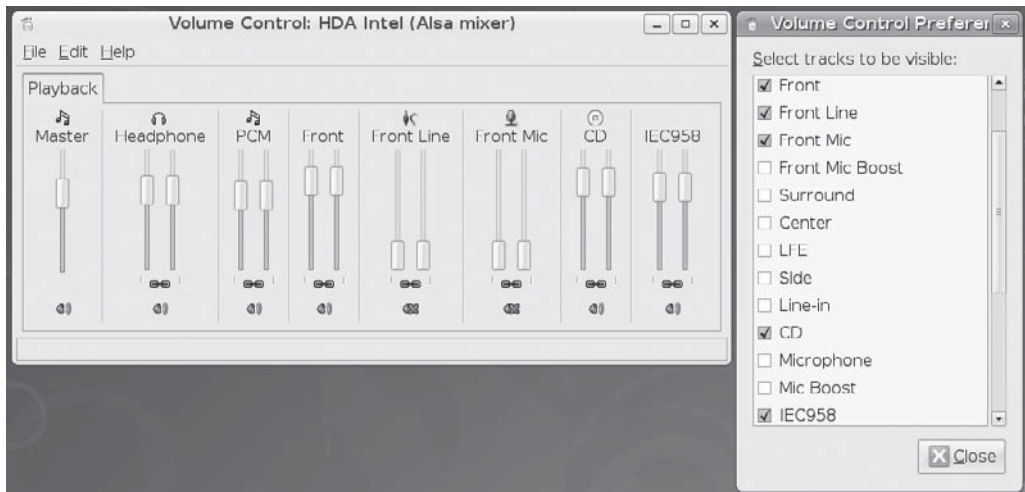 Volume Control: HDA Intel (Alsa mixer)
File Edit Help
Playback
Master Headphone PCM Front Front Line Front Mic CD IEC958
Volume Control Preferen
Select tracks to be visible:
Front
Front Line
Front Mic
Front Mic Boost
Surround
Center
LFE
Side
Line-in
CD
Microphone
Mic Boost
IEC958
Close